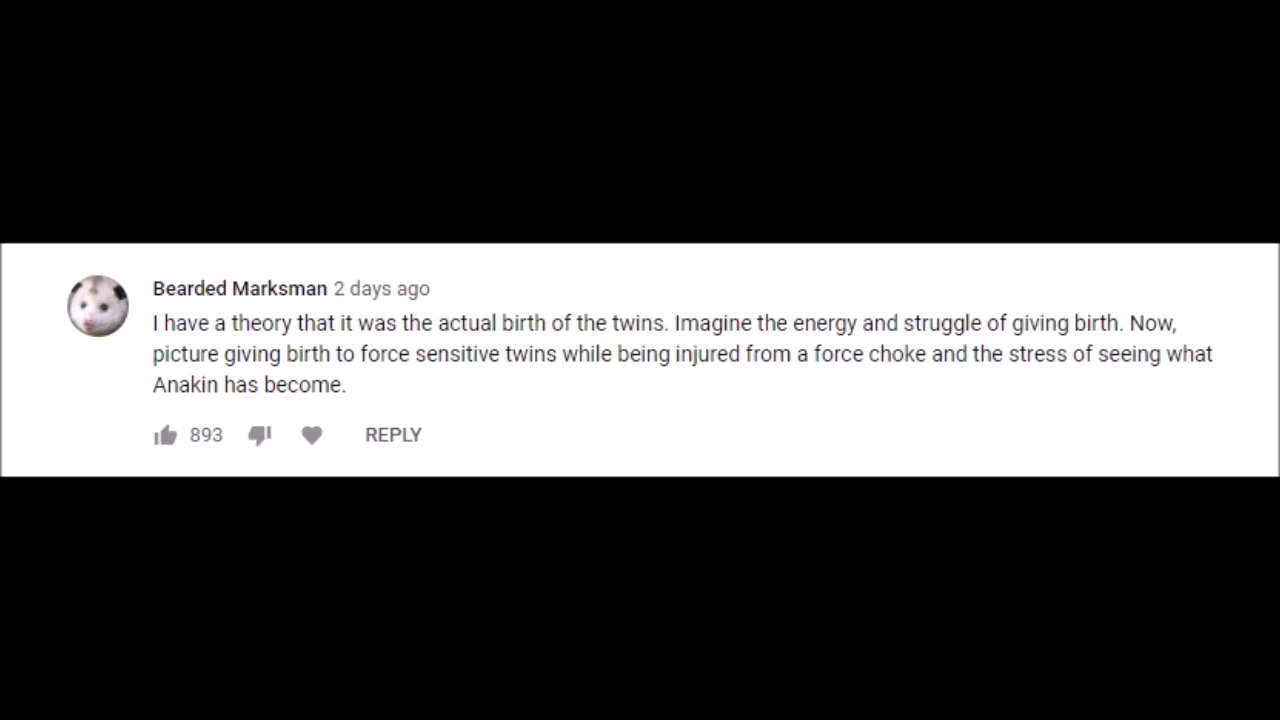 Bearded Marksman 2 days ago
I have a theory that it was the actual birth of the twins. Imagine the energy and struggle of giving birth. Now,
picture giving birth to force sensitive twins while being injured from a force choke and the stress of seeing what
Anakin has become.
893 REPLY